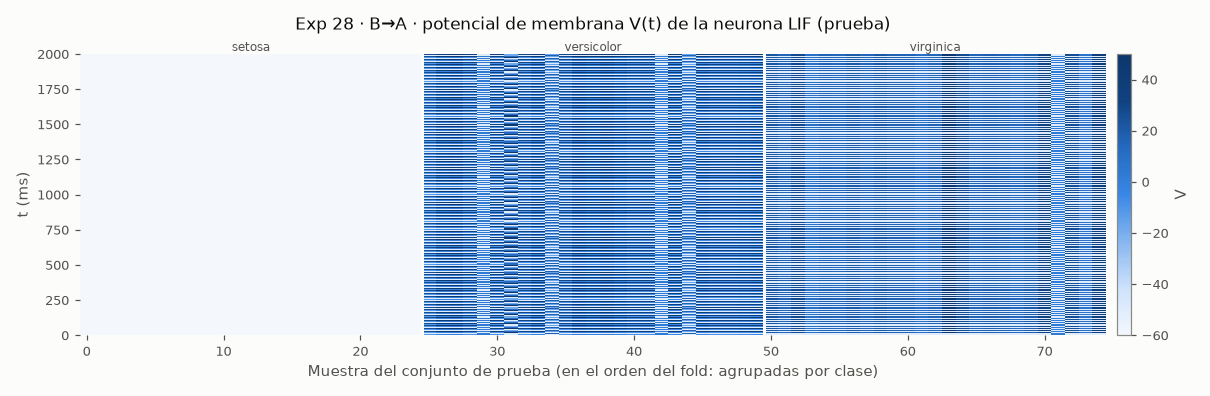 Exp 28 · B→A · potencial de membrana V(t) de la neurona LIF (prueba)
setosa versicolor virginica
2000
1750
1500
1250
1000
750
500
250
0
t (ms)
0 10 20 30 40 50 60 70
Muestra del conjunto de prueba (en el orden del fold: agrupadas por clase)
40
20
0
−20
−40
−60
V